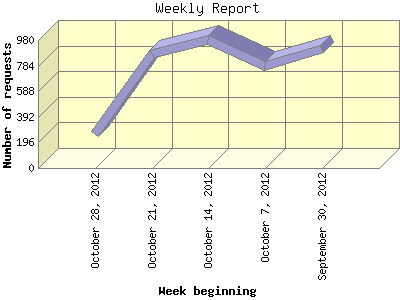 Weekly Report
Number of requests
980
784
588
392
196
0
October 28, 2012
October 21, 2012
October 14, 2012
October 7, 2012
September 30, 2012
Week beginning